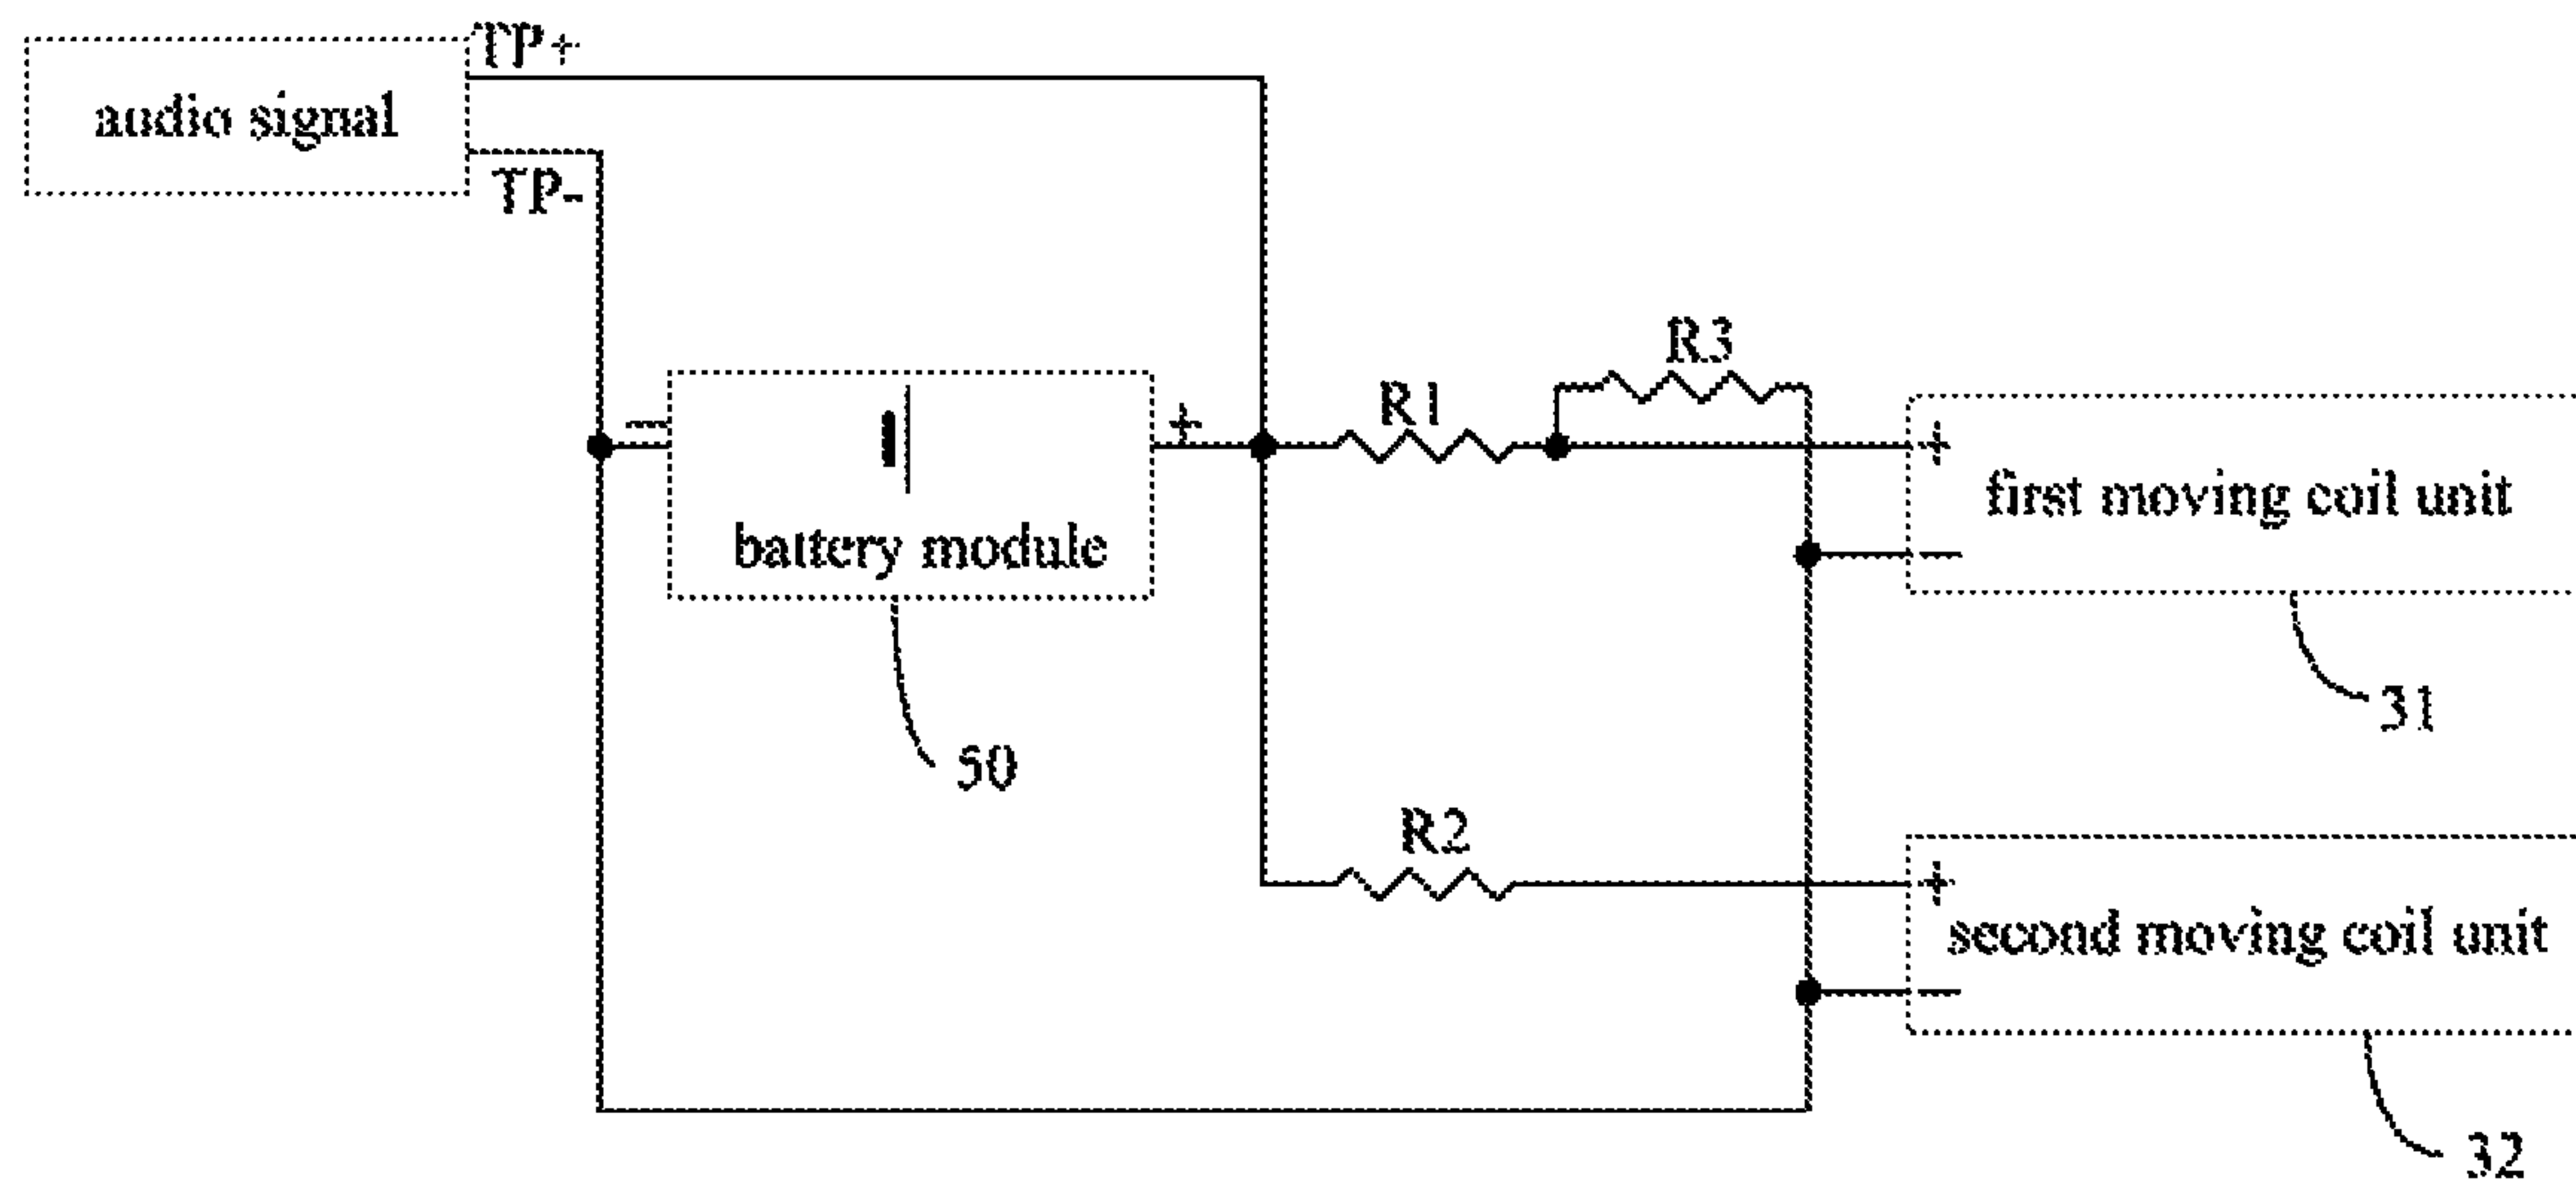 TP+
audio signal
TP-
R3
R1
− +
+
first moving coil unit
−
battery module
31
50
R2
+
second moving coil unit
−
32